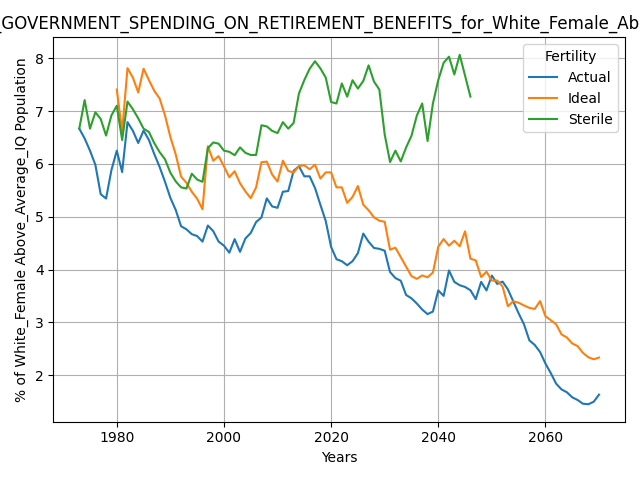 _GOVERNMENT_SPENDING_ON_RETIREMENT_BENEFITS_for_White_Female_Ab
% of White_Female Above_Average_IQ Population
8
7
6
5
4
3
2
1980
2000
2020
2040
2060
Years
Fertility
Actual
Ideal
Sterile